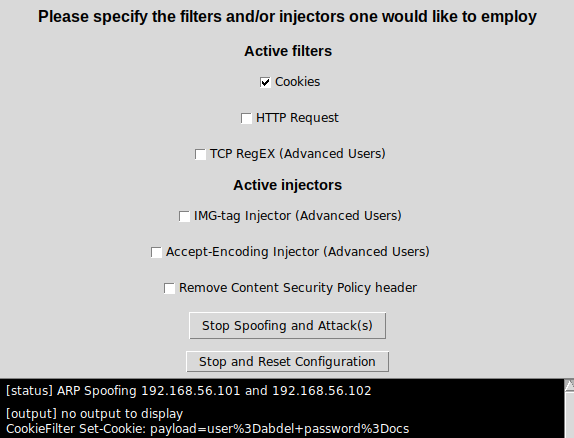 Please specify the filters and/or injectors one would like to employ
Active filters
Cookies
HTTP Request
TCP RegEX (Advanced Users)
Active injectors
IMG-tag Injector (Advanced Users)
Accept-Encoding Injector (Advanced Users)
Remove Content Security Policy header
Stop Spoofing and Attack(s)
Stop and Reset Configuration
[status] ARP Spoofing 192.168.56.101 and 192.168.56.102
[output] no output to display
CookieFilter Set-Cookie: payload=user%3Dabdel+password%3Docs